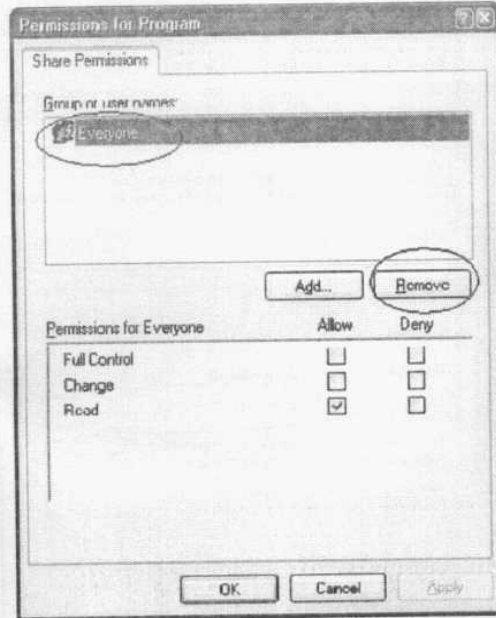 Permissions for Program
Share Permissions
Group or user names:
Everyone
Add... Remove
Permissions for Everyone Allow Deny
Full Control
Change
Read
OK Cancel Apply